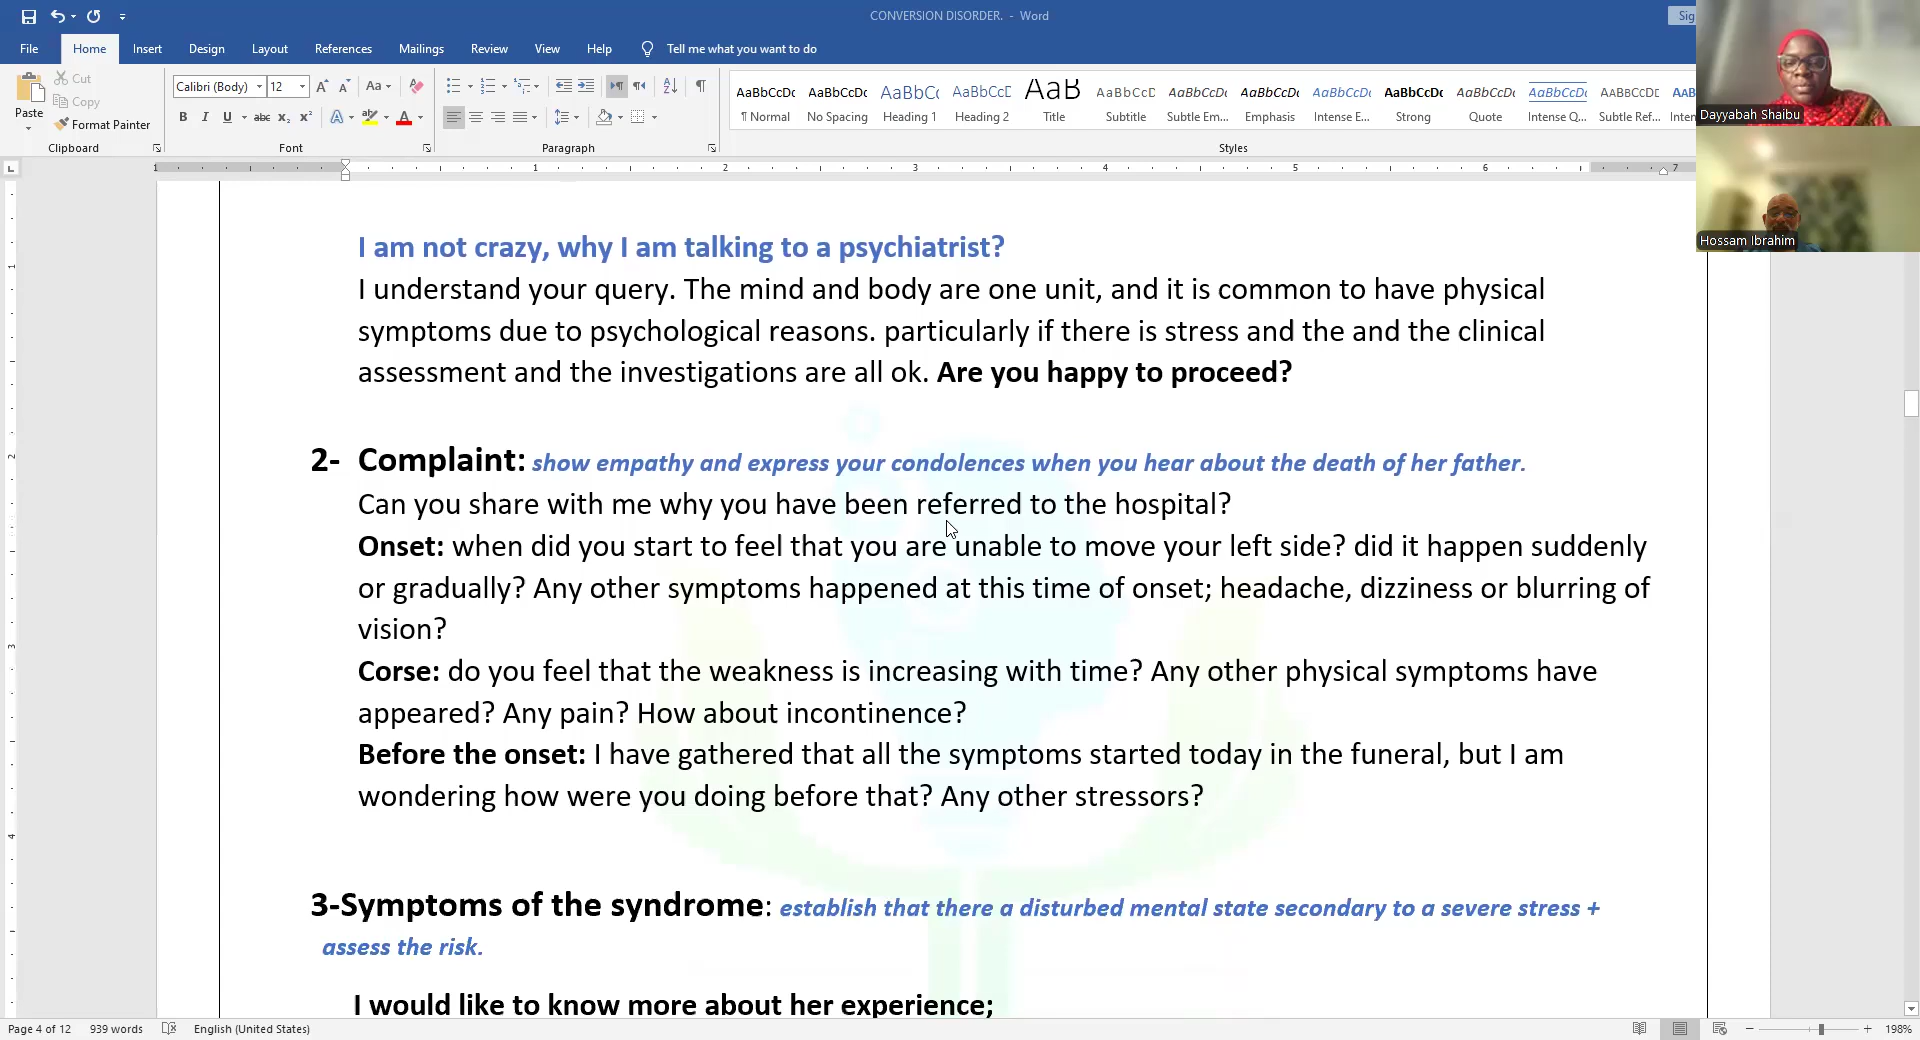 CONVERSION DISORDER. - Word
Sig
File Home Insert Design Layout References Mailings Review View Help Tell me what you want to do
Paste
Cut
Copy
Format Painter
Calibri (Body) 12
AaBbCcDc AaBbCcDc AaBbC AaBbCcD AaB AaBbCcD AaBbCcDc AaBbCcDc AaBbCcDc AaBbCcDc AaBbCcDc AaBbCcDc AaBbCcDd AaB
¶ Normal No Spacing Heading 1 Heading 2 Title Subtitle Subtle Em... Emphasis Intense E... Strong Quote Intense Q... Subtle Ref... Inten
Clipboard Font Paragraph Styles
Dayyabah Shaibu
Hossam Ibrahim
1 1 2 3 4 5 6 7
I am not crazy, why I am talking to a psychiatrist?
I understand your query. The mind and body are one unit, and it is common to have physical
symptoms due to psychological reasons. particularly if there is stress and the and the clinical
assessment and the investigations are all ok. Are you happy to proceed?
2- Complaint: show empathy and express your condolences when you hear about the death of her father.
Can you share with me why you have been referred to the hospital?
Onset: when did you start to feel that you are unable to move your left side? did it happen suddenly
or gradually? Any other symptoms happened at this time of onset; headache, dizziness or blurring of
vision?
Corse: do you feel that the weakness is increasing with time? Any other physical symptoms have
appeared? Any pain? How about incontinence?
Before the onset: I have gathered that all the symptoms started today in the funeral, but I am
wondering how were you doing before that? Any other stressors?
3-Symptoms of the syndrome: establish that there a disturbed mental state secondary to a severe stress +
assess the risk.
I would like to know more about her experience;
Page 4 of 12 939 words English (United States) 198%